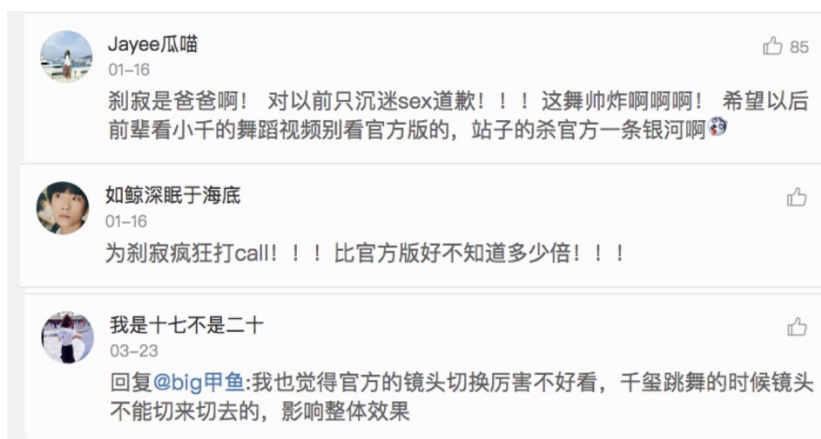 Jayee瓜喵
85
01-16
刹寂是爸爸啊! 对以前只沉迷sex道歉!!!这舞帅炸啊啊啊! 希望以后
前辈看小千的舞蹈视频别看官方版的，站子的杀官方一条银河啊
如鲸深眠于海底
01-16
为刹寂疯狂打call!!!比官方版好不知道多少倍!!!
我是十七不是二十
03-23
回复@big甲鱼:我也觉得官方的镜头切换厉害不好看，千玺跳舞的时候镜头
不能切来切去的，影响整体效果